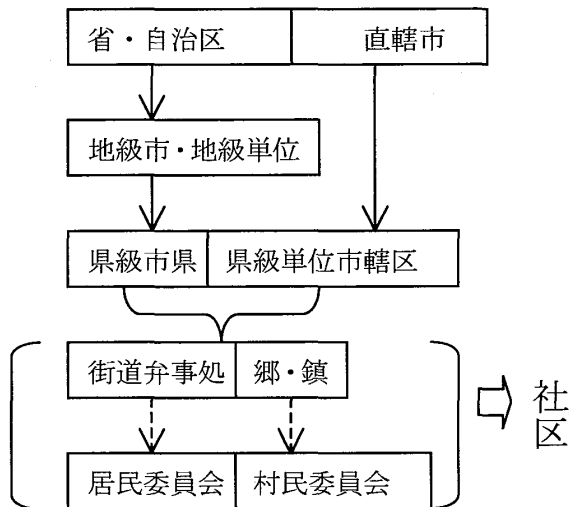 省・自治区 直轄市
地級市・地級単位
県級市県 県級単位市轄区
街道弁事処 郷・鎮
社区
居民委員会 村民委員会